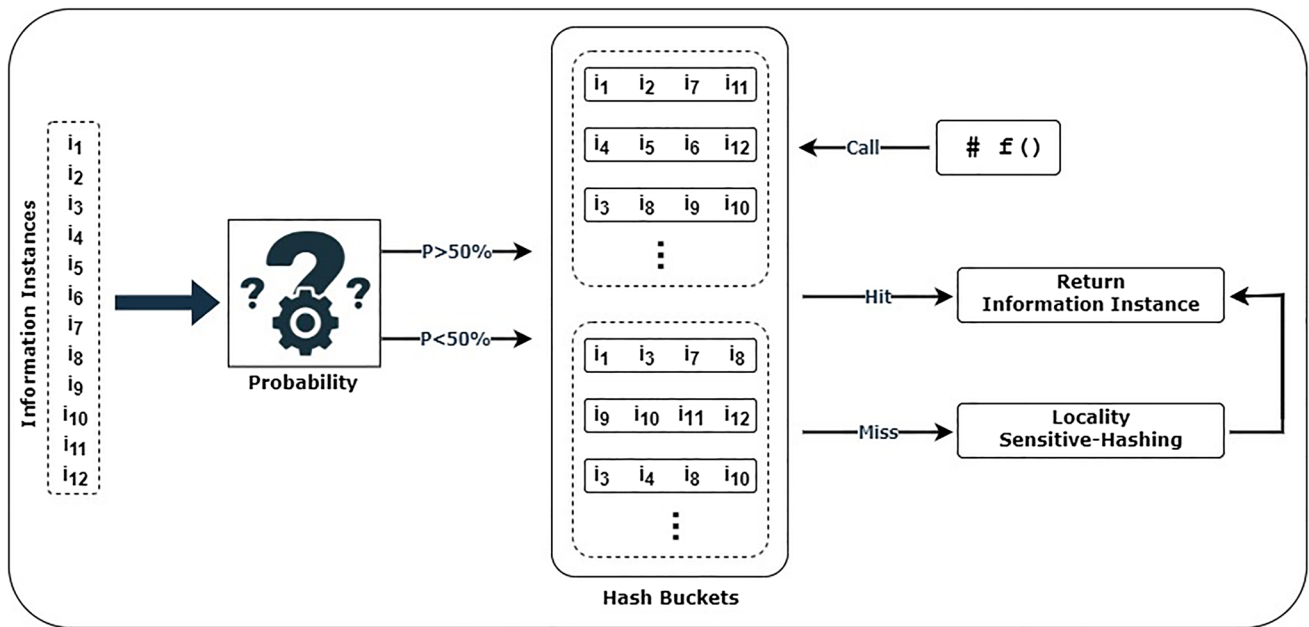 Information Instances
i1
i2
i3
i4
i5
i6
i7
i8
i9
i10
i11
i12
? ? ?
Probability
P>50%
P<50%
i1 i2 i7 i11
i4 i5 i6 i12
i3 i8 i9 i10
⋮
i1 i3 i7 i8
i9 i10 i11 i12
i3 i4 i8 i10
⋮
Hash Buckets
Call
# f()
Hit
Return
Information Instance
Miss
Locality
Sensitive-Hashing